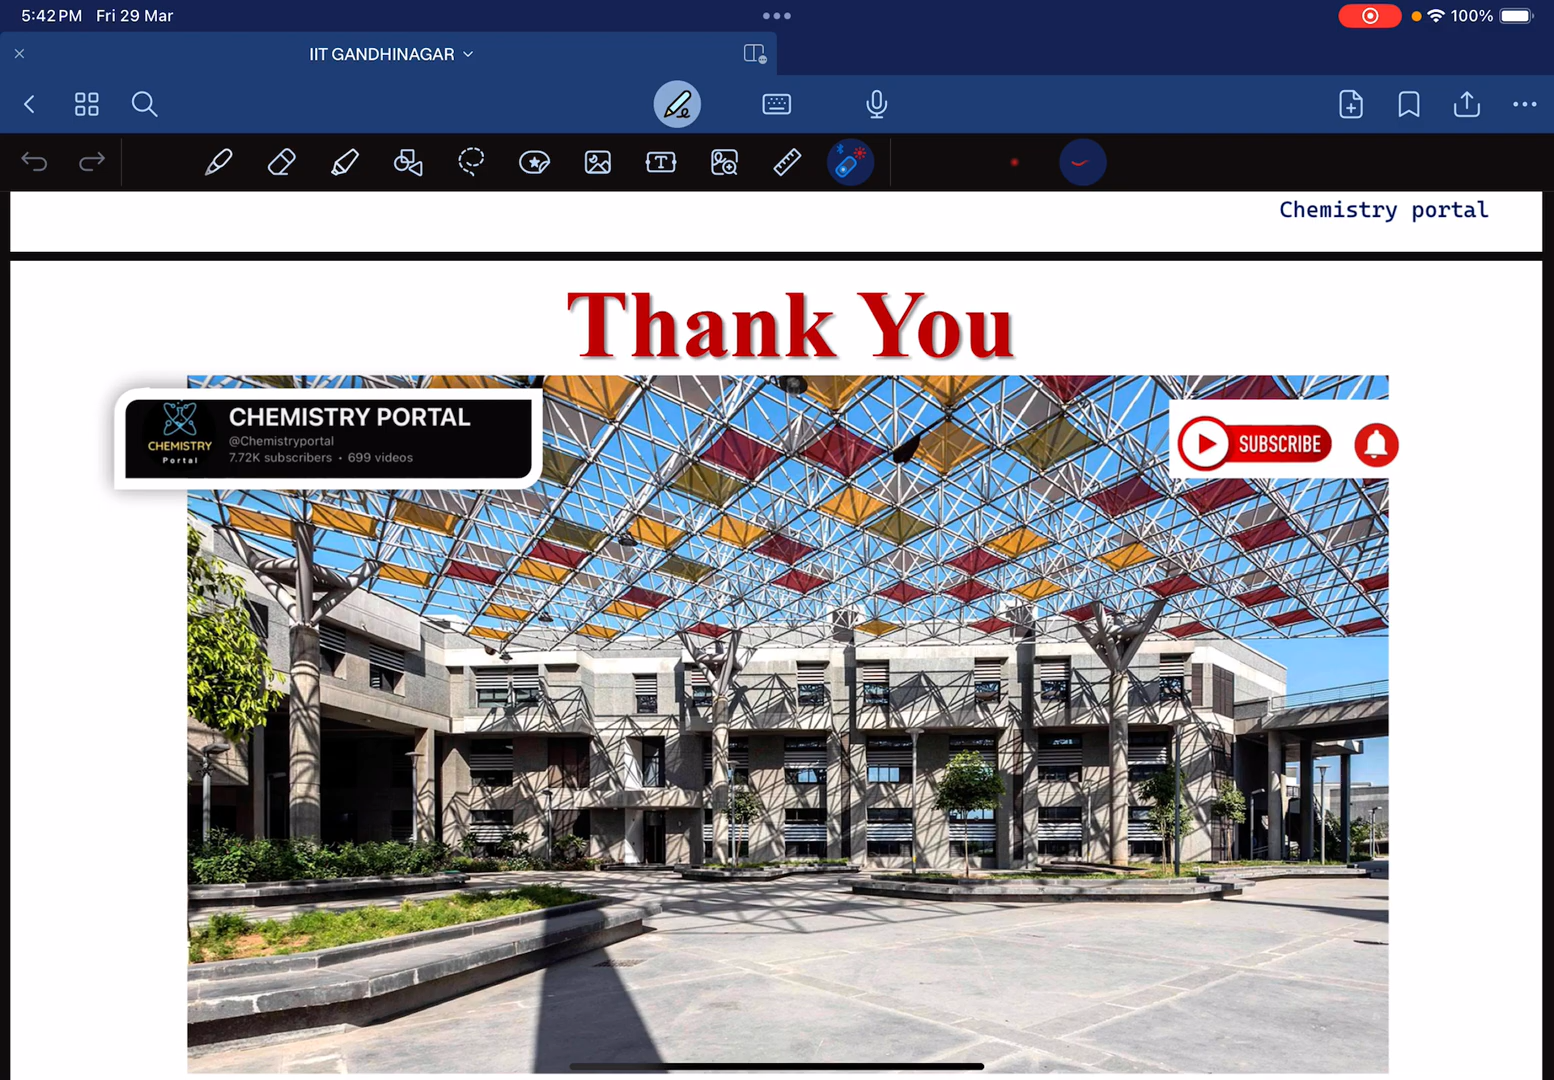 5:42 PM Fri 29 Mar
100%
IIT GANDHINAGAR
Chemistry portal
Thank You
CHEMISTRY PORTAL
@Chemistryportal
7.72K subscribers • 699 videos
CHEMISTRY
Portal
SUBSCRIBE